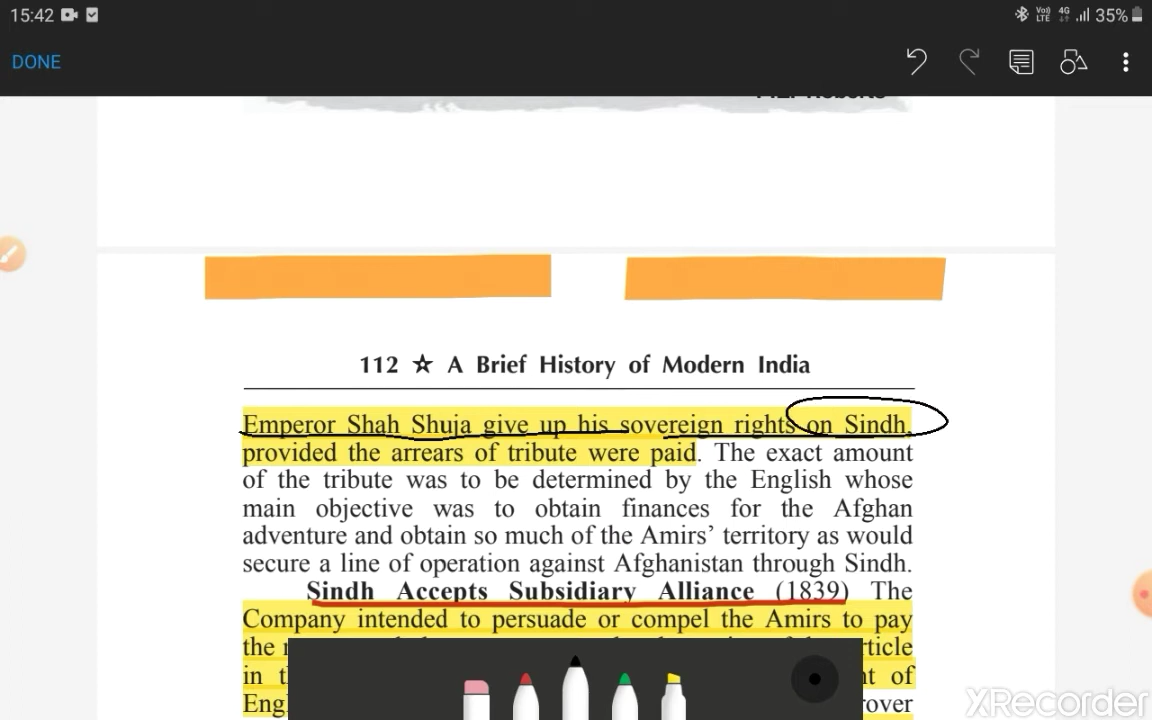 15:42 Vo) LTE 4G 35%
DONE
112 ☆ A Brief History of Modern India
Emperor Shah Shuja give up his sovereign rights on Sindh,
provided the arrears of tribute were paid. The exact amount
of the tribute was to be determined by the English whose
main objective was to obtain finances for the Afghan
adventure and obtain so much of the Amirs’ territory as would
secure a line of operation against Afghanistan through Sindh.
Sindh Accepts Subsidiary Alliance (1839) The
Company intended to persuade or compel the Amirs to pay
the
in
of
XRecorder